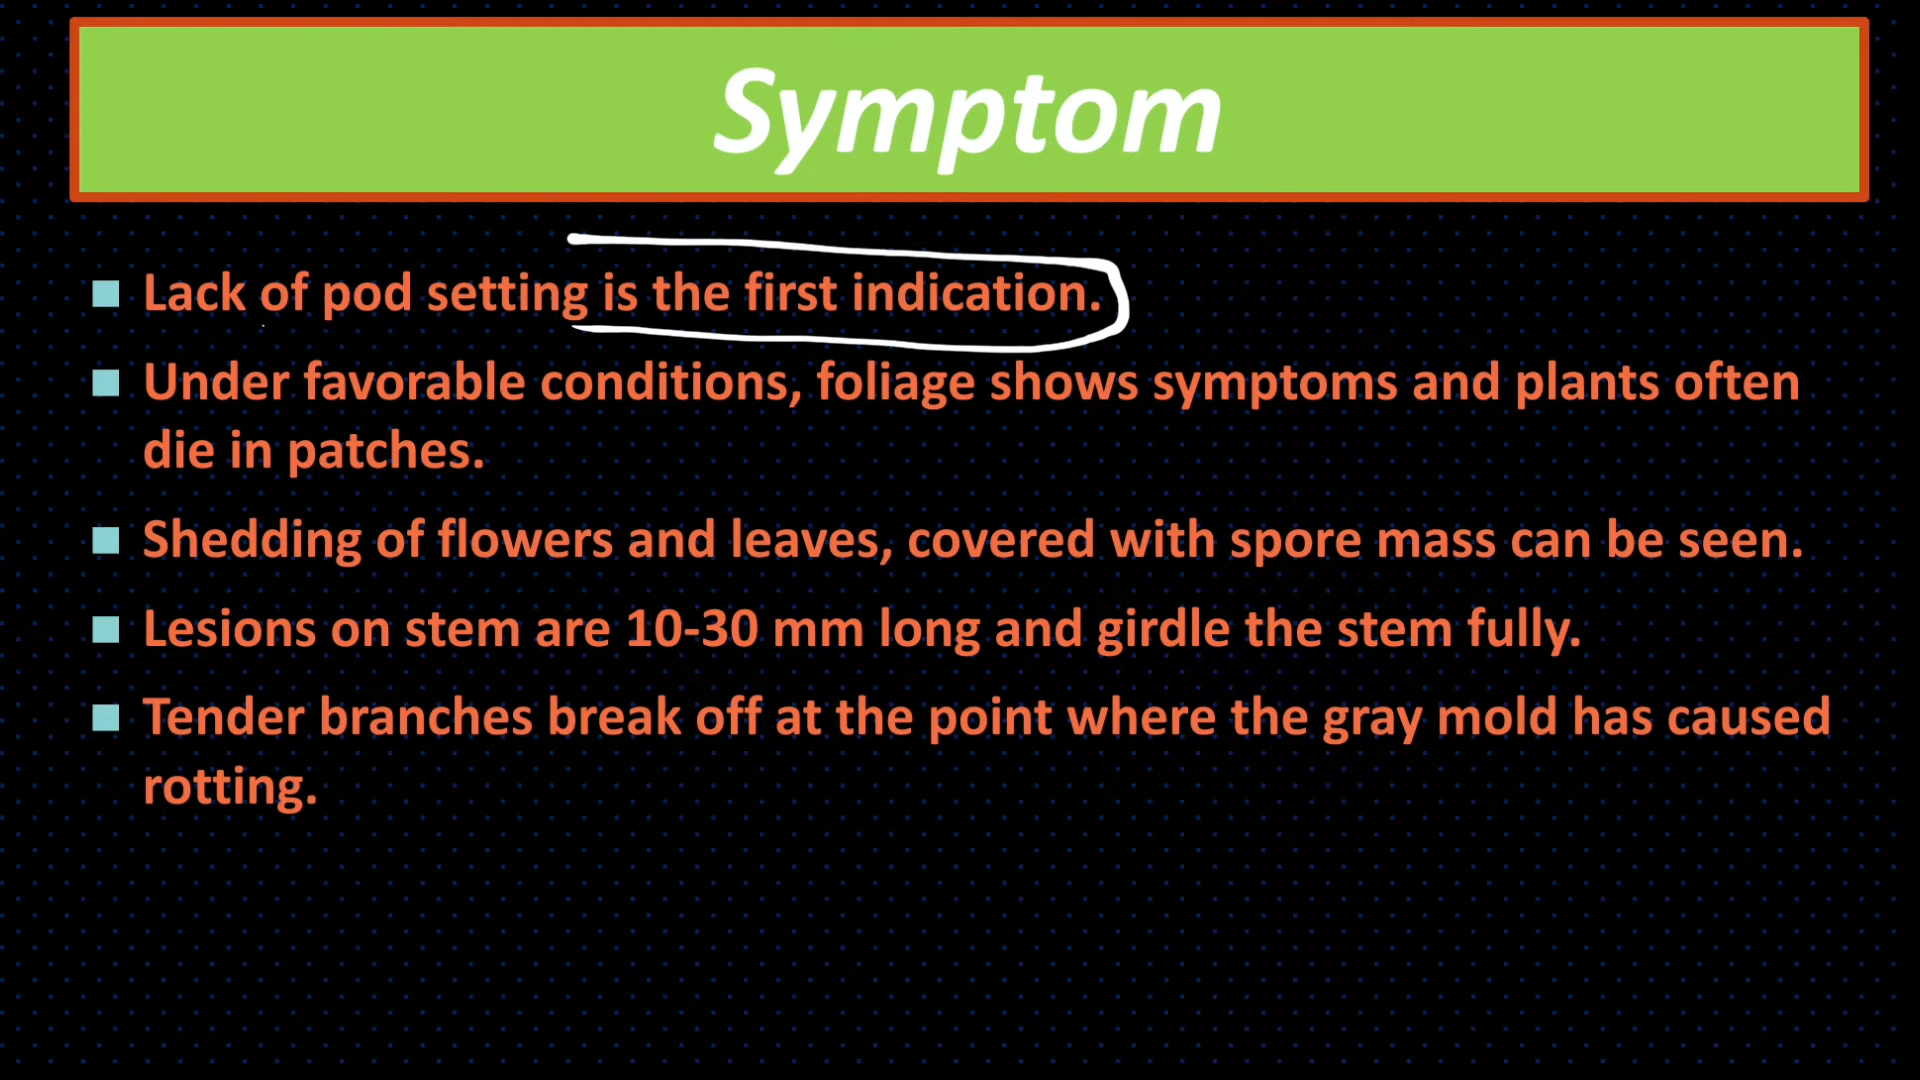 Symptom
Lack of pod setting is the first indication.
Under favorable conditions, foliage shows symptoms and plants often
die in patches.
Shedding of flowers and leaves, covered with spore mass can be seen.
Lesions on stem are 10-30 mm long and girdle the stem fully.
Tender branches break off at the point where the gray mold has caused
rotting.